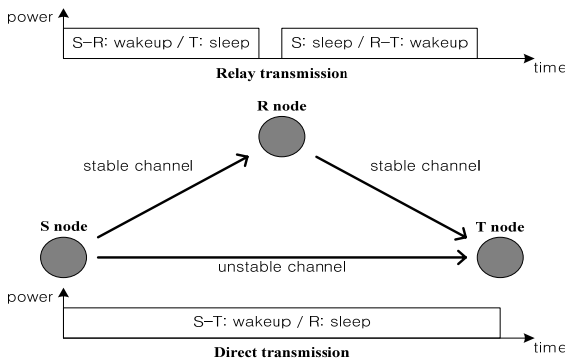 power
S-R: wakeup / T: sleep
S: sleep / R-T: wakeup
time
Relay transmission
R node
stable channel
stable channel
S node
T node
unstable channel
power
S-T: wakeup / R: sleep
time
Direct transmission